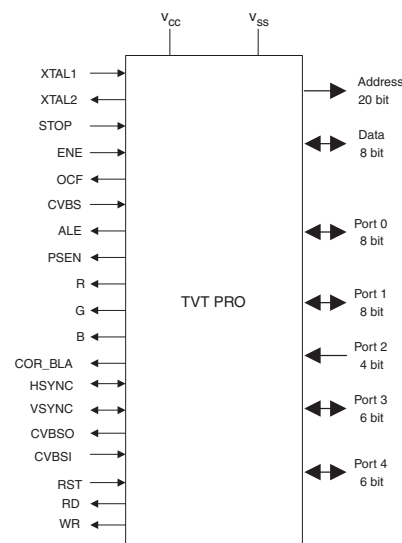 Vcc
Vss
XTAL1
XTAL2
STOP
ENE
OCF
CVBS
ALE
PSEN
R
G
B
COR_BLA
HSYNC
VSYNC
CVBSO
CVBSI
RST
RD
WR
TVT PRO
Address
20 bit
Data
8 bit
Port 0
8 bit
Port 1
8 bit
Port 2
4 bit
Port 3
6 bit
Port 4
6 bit